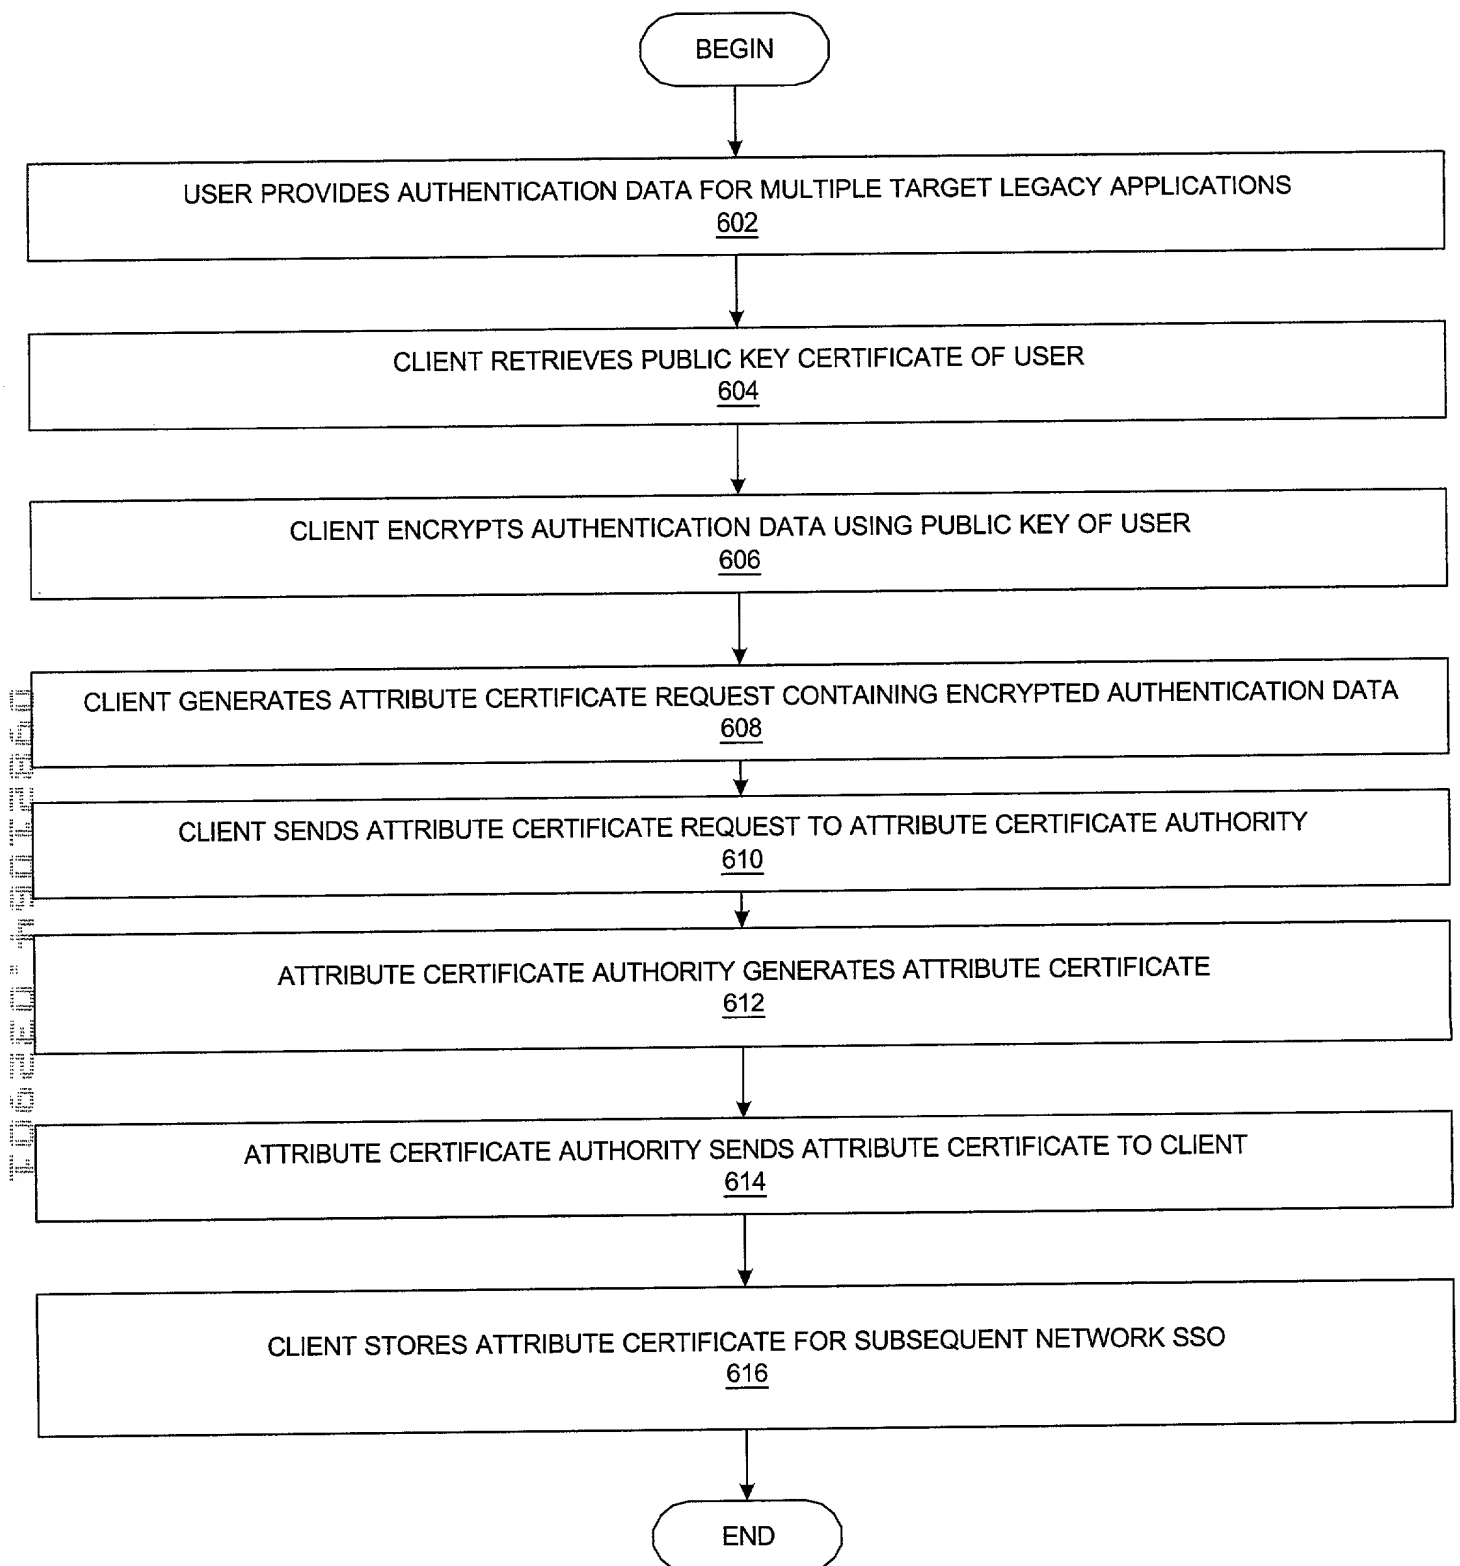 BEGIN
USER PROVIDES AUTHENTICATION DATA FOR MULTIPLE TARGET LEGACY APPLICATIONS
602
CLIENT RETRIEVES PUBLIC KEY CERTIFICATE OF USER
604
CLIENT ENCRYPTS AUTHENTICATION DATA USING PUBLIC KEY OF USER
606
CLIENT GENERATES ATTRIBUTE CERTIFICATE REQUEST CONTAINING ENCRYPTED AUTHENTICATION DATA
608
CLIENT SENDS ATTRIBUTE CERTIFICATE REQUEST TO ATTRIBUTE CERTIFICATE AUTHORITY
610
ATTRIBUTE CERTIFICATE AUTHORITY GENERATES ATTRIBUTE CERTIFICATE
612
ATTRIBUTE CERTIFICATE AUTHORITY SENDS ATTRIBUTE CERTIFICATE TO CLIENT
614
CLIENT STORES ATTRIBUTE CERTIFICATE FOR SUBSEQUENT NETWORK SSO
616
END